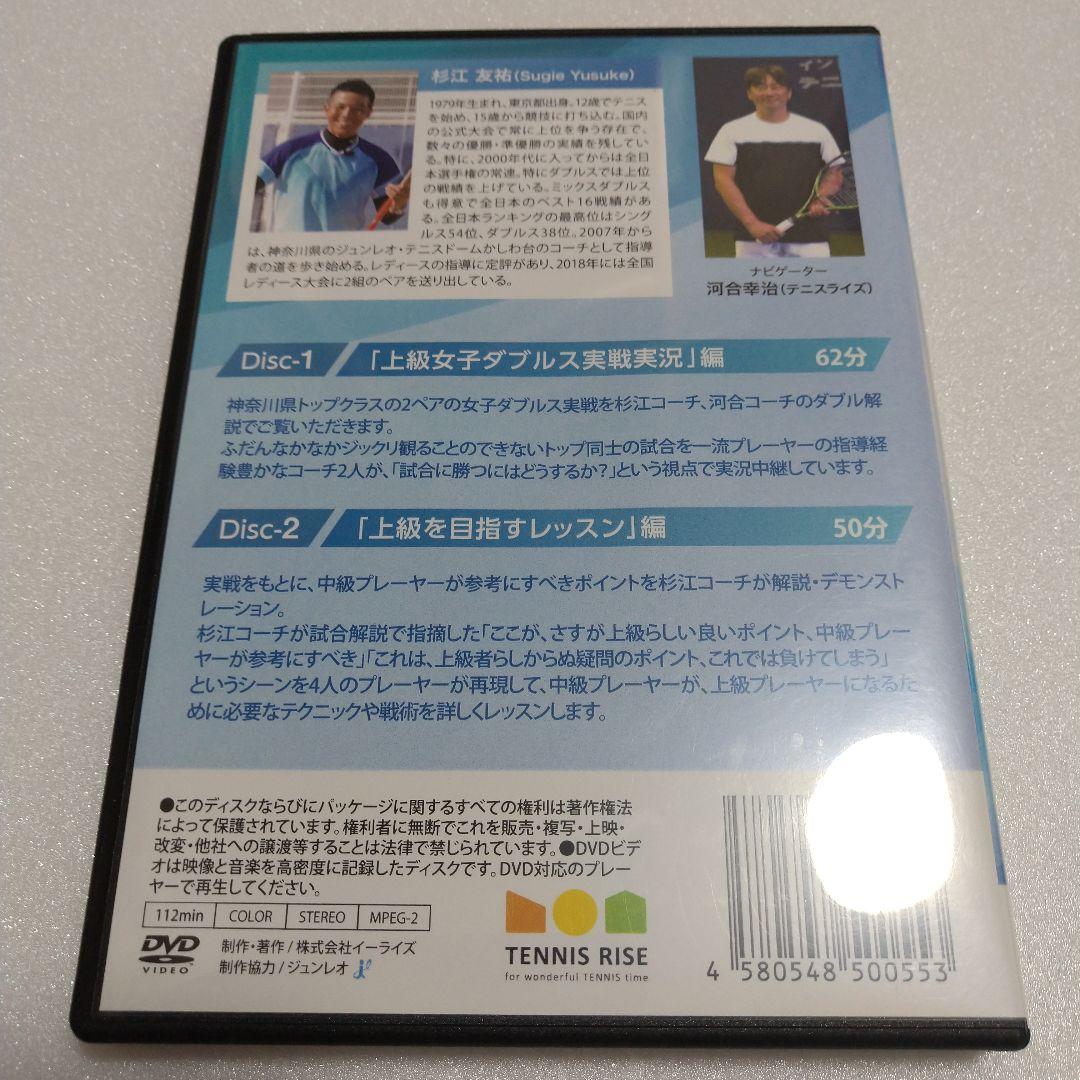 杉江 友祐(Sugie Yusuke)
1979年生まれ、東京都出身。12歳でテニス
を始め、15歳から競技に打ち込む。国内
の公式大会で常に上位を争う存在で、
数々の優勝・準優勝の実績を残してい
る。特に、2000年代に入ってからは全日
本選手権の常連。特にダブルスでは上位
の戦績を上げている。ミックスダブルス
も得意で全日本のベスト16戦績があ
る。全日本ランキングの最高位はシング
ルス54位、ダブルス38位。2007年から
は、神奈川県のジュンレオ・テニスドームかしわ台のコーチとして指導
者の道を歩き始める。レディースの指導に定評があり、2018年には全国
レディース大会に2組のペアを送り出している。
イン
テニ
ナビゲーター
河合幸治(テニスライズ)
Disc-1 「上級女子ダブルス実戦実況」編 62分
神奈川県トップクラスの2ペアの女子ダブルス実戦を杉江コーチ、河合コーチのダブル解
説でご覧いただきます。
ふだんなかなかジックリ観ることのできないトップ同士の試合を一流プレーヤーの指導経
験豊かなコーチ2人が、「試合に勝つにはどうするか?」という視点で実況中継しています。
Disc-2 「上級を目指すレッスン」編 50分
実戦をもとに、中級プレーヤーが参考にすべきポイントを杉江コーチが解説・デモンスト
レーション。
杉江コーチが試合解説で指摘した「ここが、さすが上級らしい良いポイント、中級プレー
ヤーが参考にすべき」「これは、上級者らしからぬ疑問のポイント、これでは負けてしまう」
というシーンを4人のプレーヤーが再現して、中級プレーヤーが、上級プレーヤーになるた
めに必要なテクニックや戦術を詳しくレッスンします。
●このディスクならびにパッケージに関するすべての権利は著作権法
によって保護されています。権利者に無断でこれを販売・複写・上映・
改変・他社への譲渡等することは法律で禁じられています。●DVDビデ
オは映像と音楽を高密度に記録したディスクです。DVD対応のプレー
ヤーで再生してください。
112min COLOR STEREO MPEG-2
DVD
VIDEO
制作・著作/株式会社イーライズ
制作協力/ジュンレオ
TENNIS RISE
for wonderful TENNIS time
4 580548 500553